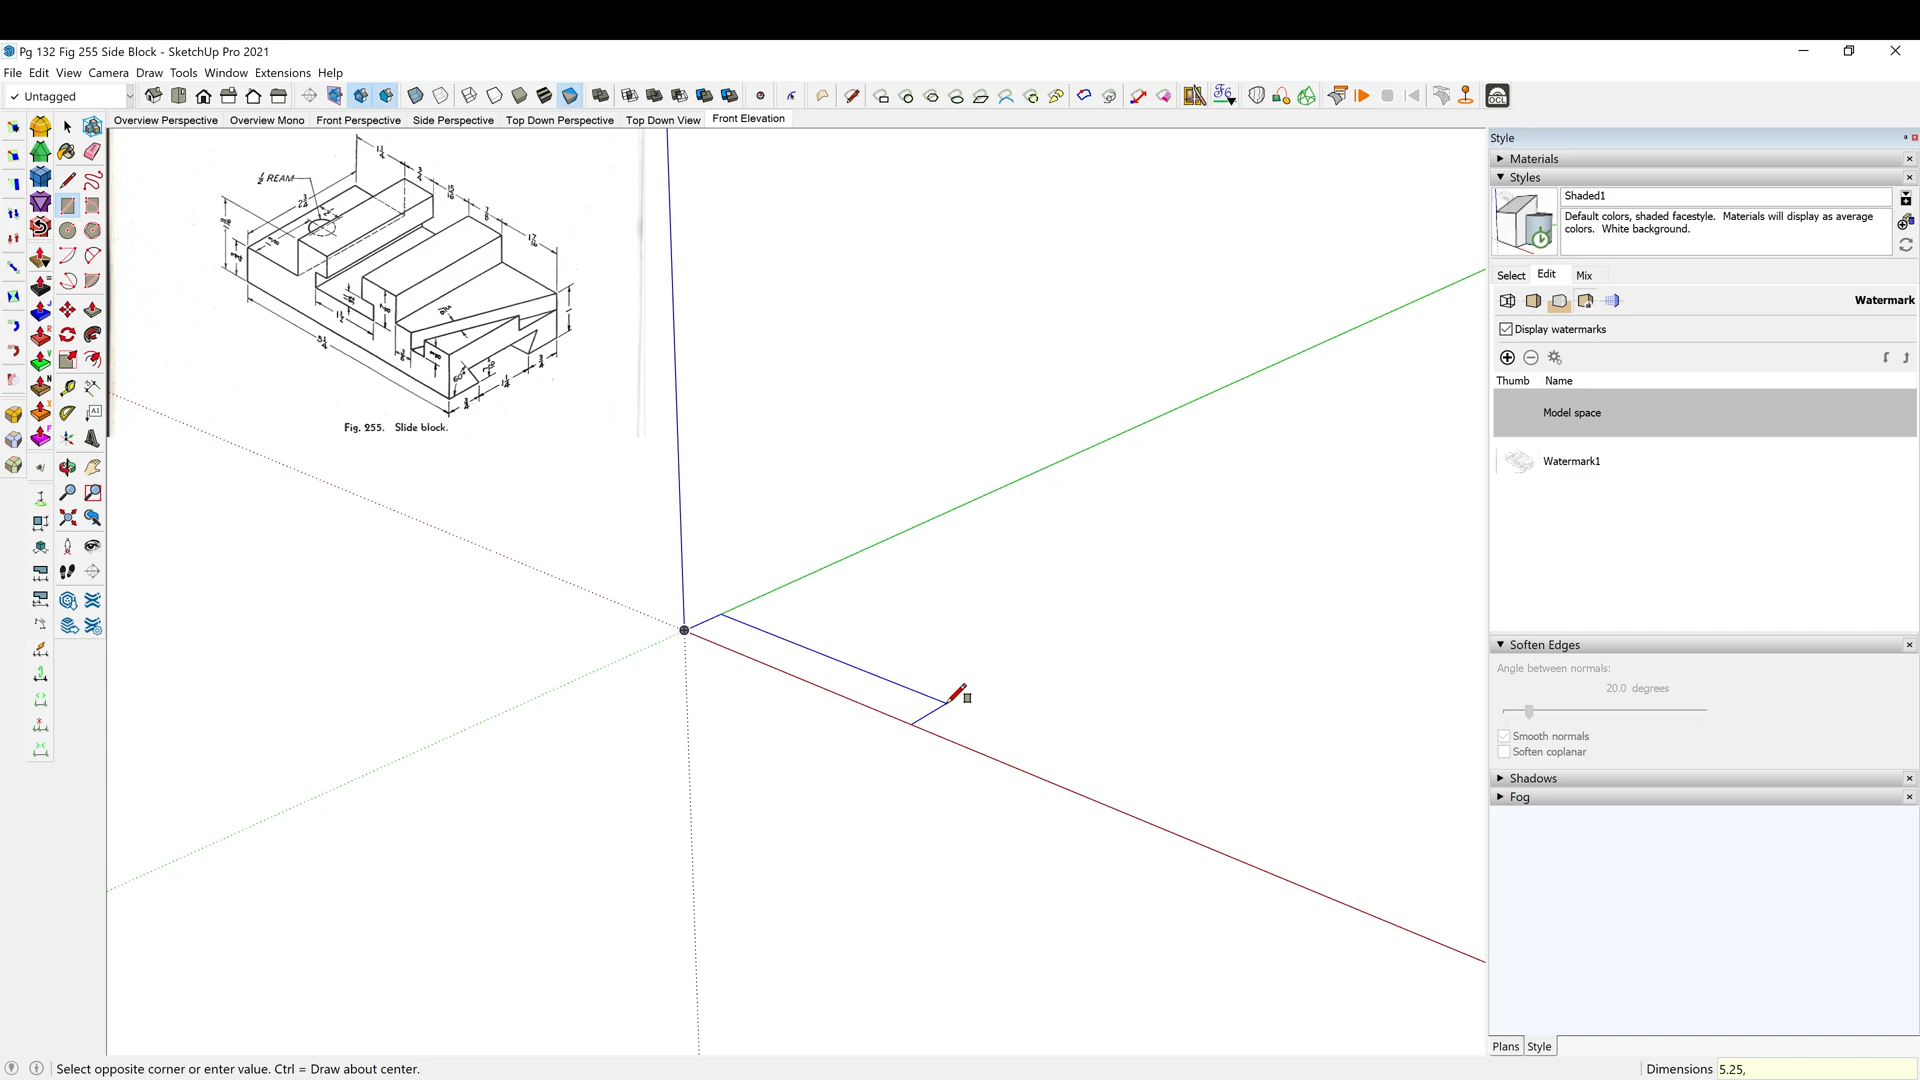 Pg 132 Fig 255 Side Block - SketchUp Pro 2021
File Edit View Camera Draw Tools Window Extensions Help
Untagged
Overview Perspective Overview Mono Front Perspective Side Perspective Top Down Perspective Top Down View Front Elevation
1/2 REAM
60°
Fig. 255. Slide block.
Style
Materials
Styles
Shaded1
Default colors, shaded facestyle. Materials will display as average
colors. White background.
Select Edit Mix
Watermark
Display watermarks
Thumb Name
Model space
Watermark1
Soften Edges
Angle between normals:
20.0 degrees
Smooth normals
Soften coplanar
Shadows
Fog
Plans Style
Select opposite corner or enter value. Ctrl = Draw about center.
Dimensions 5.25,